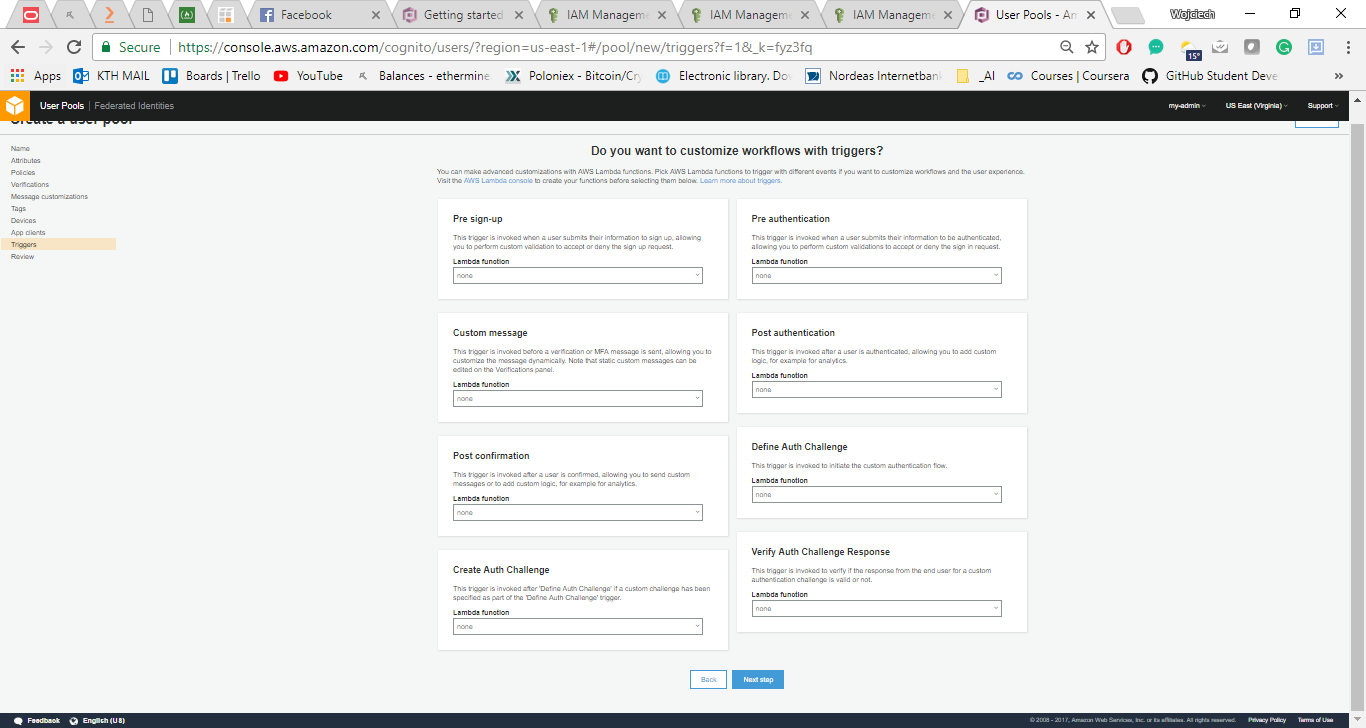 Facebook
Getting started
IAM Managem
IAM Managem
IAM Managem
User Pools - Am
Wojciech
Secure
https://console.aws.amazon.com/cognito/users/?region=us-east-1#/pool/new/triggers?f=1&_k=fyz3fq
15°
Apps
KTH MAIL
Boards | Trello
YouTube
Balances - ethermine.
Poloniex - Bitcoin/Cry
Electronic library. Dov
Nordeas Internetbank
_AI
Courses | Coursera
GitHub Student Deve
User Pools
Federated Identities
my-admin
US East (Virginia)
Support
Create a user pool
Name
Attributes
Policies
Verifications
Message customizations
Tags
Devices
App clients
Triggers
Review
Do you want to customize workflows with triggers?
You can make advanced customizations with AWS Lambda functions. Pick AWS Lambda functions to trigger with different events if you want to customize workflows and the user experience.
Visit the AWS Lambda console to create your functions before selecting them below. Learn more about triggers.
Pre sign-up
This trigger is invoked when a user submits their information to sign up, allowing
you to perform custom validation to accept or deny the sign up request.
Lambda function
none
Pre authentication
This trigger is invoked when a user submits their information to be authenticated,
allowing you to perform custom validations to accept or deny the sign in request.
Lambda function
none
Custom message
This trigger is invoked before a verification or MFA message is sent, allowing you to
customize the message dynamically. Note that static custom messages can be
edited on the Verifications panel.
Lambda function
none
Post authentication
This trigger is invoked after a user is authenticated, allowing you to add custom
logic, for example for analytics.
Lambda function
none
Post confirmation
This trigger is invoked after a user is confirmed, allowing you to send custom
messages or to add custom logic, for example for analytics.
Lambda function
none
Define Auth Challenge
This trigger is invoked to initiate the custom authentication flow.
Lambda function
none
Create Auth Challenge
This trigger is invoked after 'Define Auth Challenge' if a custom challenge has been
specified as part of the 'Define Auth Challenge' trigger.
Lambda function
none
Verify Auth Challenge Response
This trigger is invoked to verify if the response from the end user for a custom
authentication challenge is valid or not.
Lambda function
none
Back
Next step
Feedback
English (US)
© 2008 - 2017, Amazon Web Services, Inc. or its affiliates. All rights reserved.
Privacy Policy
Terms of Use